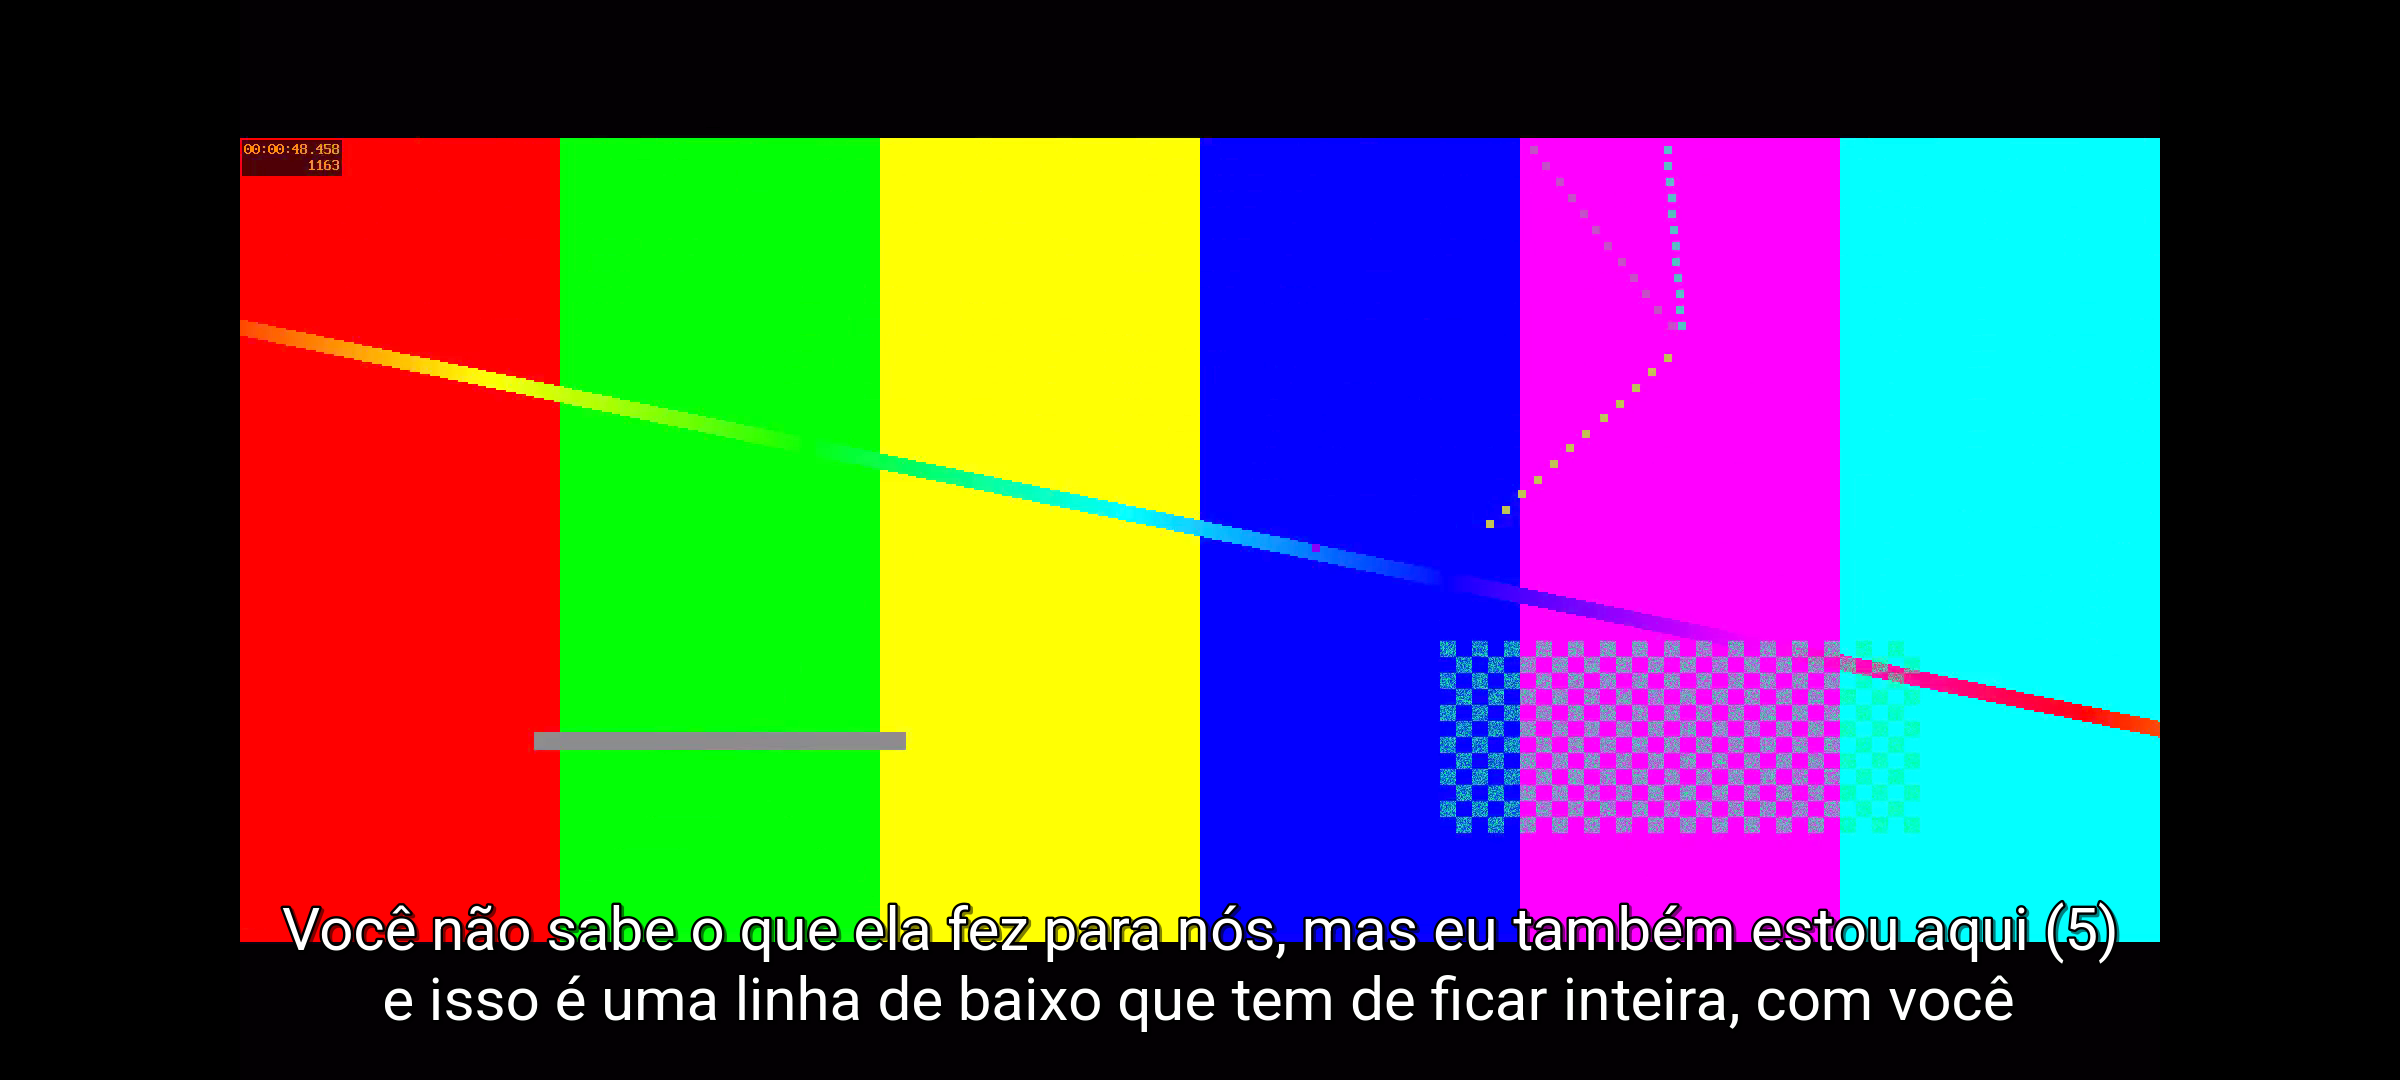 00:00:48.458
1163
Você não sabe o que ela fez para nós, mas eu também estou aqui (5)
e isso é uma linha de baixo que tem de ficar inteira, com você